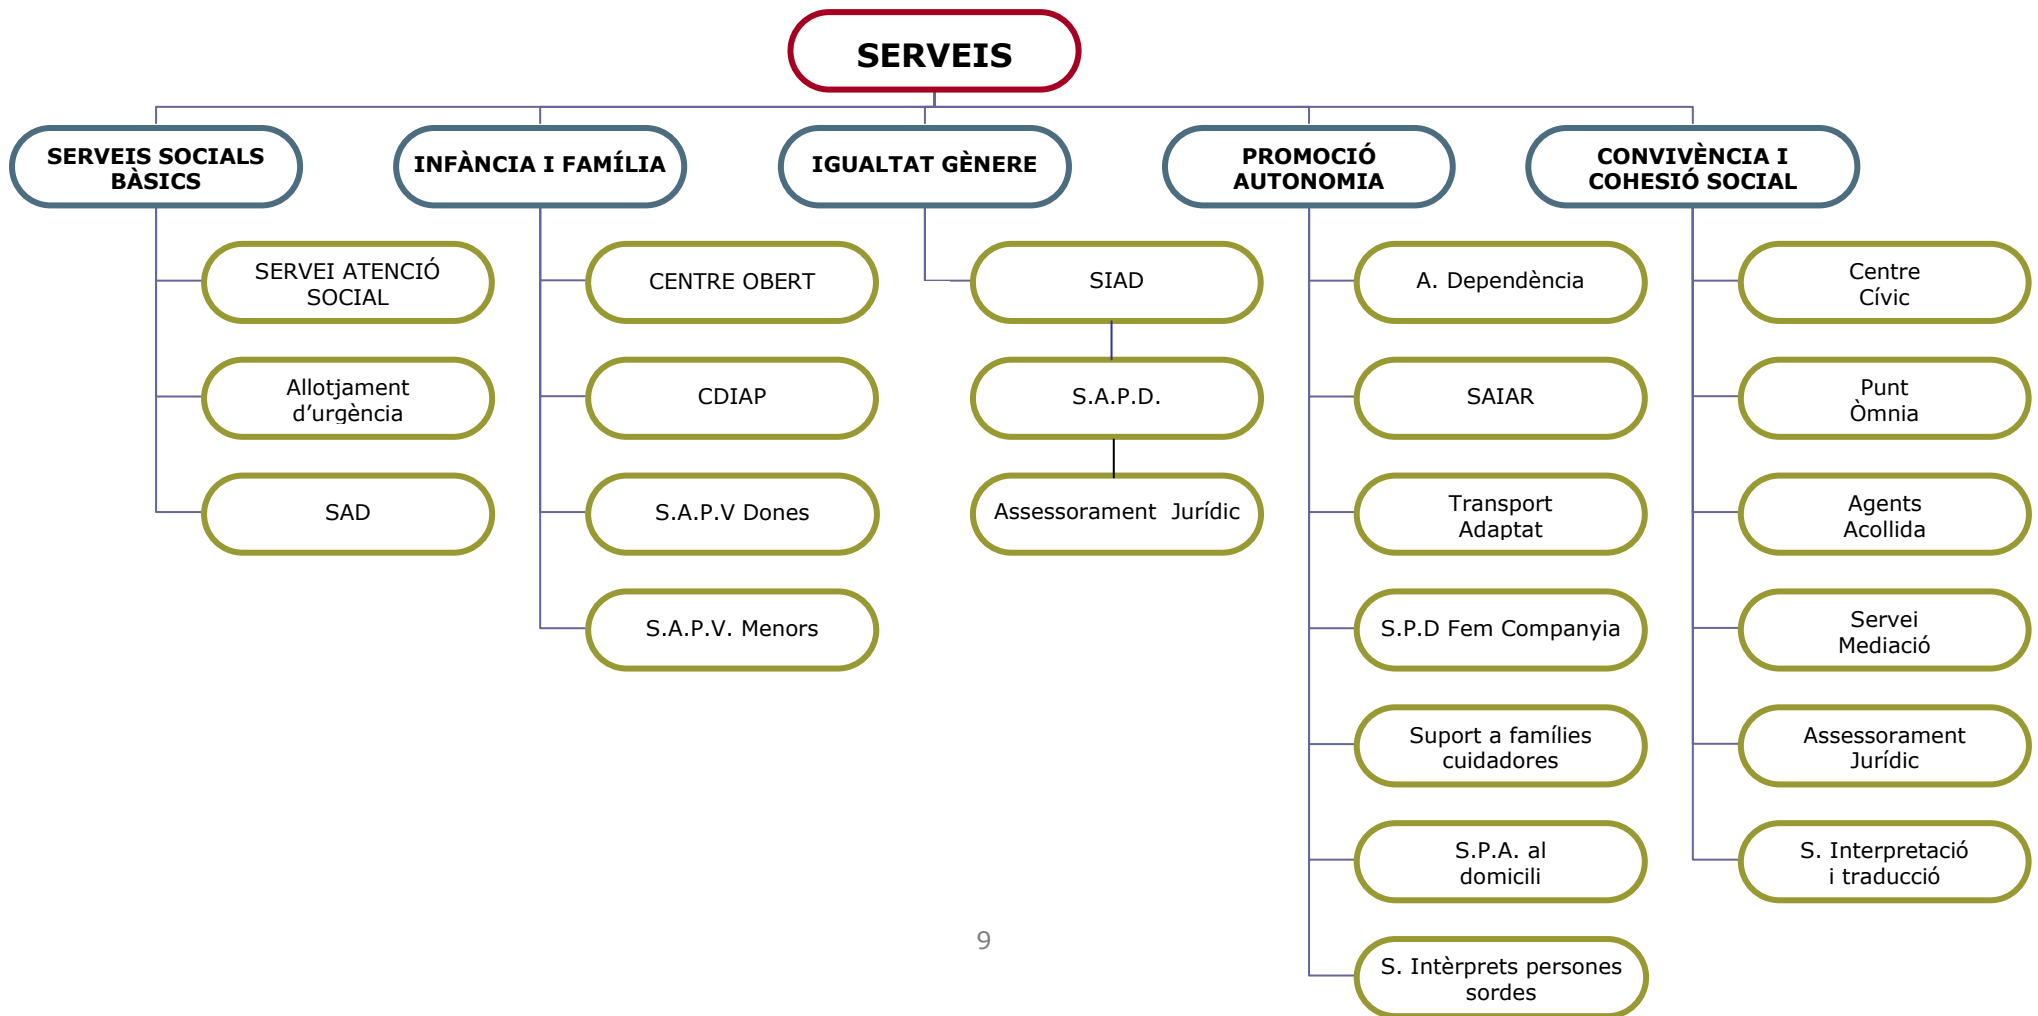 SERVEIS
SERVEIS SOCIALS
BÀSICS
SERVEI ATENCIÓ
SOCIAL
Allotjament
d’urgència
SAD
INFÀNCIA I FAMÍLIA
CENTRE OBERT
CDIAP
S.A.P.V Dones
S.A.P.V. Menors
IGUALTAT GÈNERE
SIAD
S.A.P.D.
Assessorament Jurídic
PROMOCIÓ
AUTONOMIA
A. Dependència
SAIAR
Transport
Adaptat
S.P.D Fem Companyia
Suport a famílies
cuidadores
S.P.A. al
domicili
S. Intèrprets persones
sordes
CONVIVÈNCIA I
COHESIÓ SOCIAL
Centre
Cívic
Punt
Òmnia
Agents
Acollida
Servei
Mediació
Assessorament
Jurídic
S. Interpretació
i traducció
9